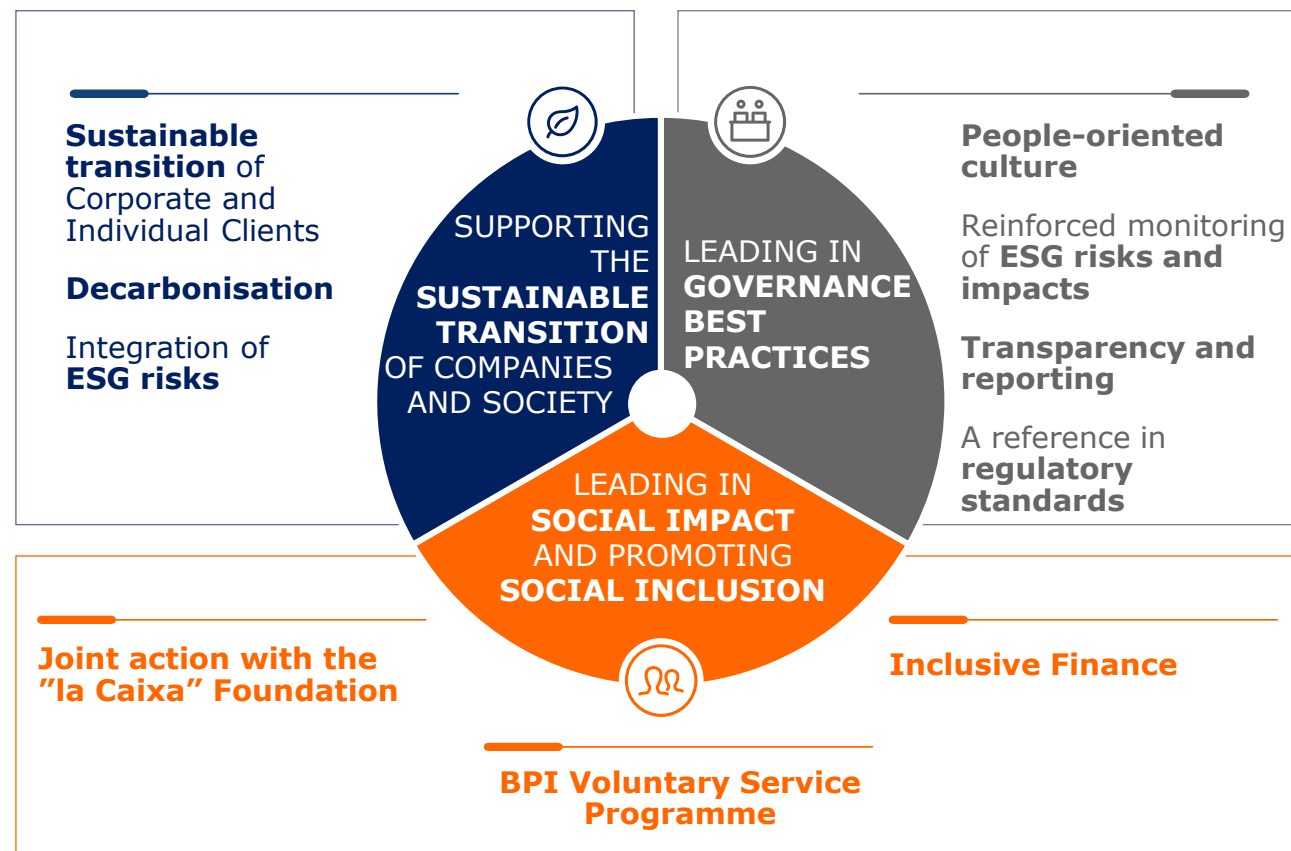 Sustainable
transition of
Corporate and
Individual Clients
Decarbonisation
Integration of
ESG risks
SUPPORTING
THE
SUSTAINABLE
TRANSITION
OF COMPANIES
AND SOCIETY
LEADING IN
GOVERNANCE
BEST
PRACTICES
People-oriented
culture
Reinforced monitoring
of ESG risks and
impacts
Transparency and
reporting
A reference in
regulatory
standards
LEADING IN
SOCIAL IMPACT
AND PROMOTING
SOCIAL INCLUSION
Joint action with the
”la Caixa” Foundation
BPI Voluntary Service
Programme
Inclusive Finance